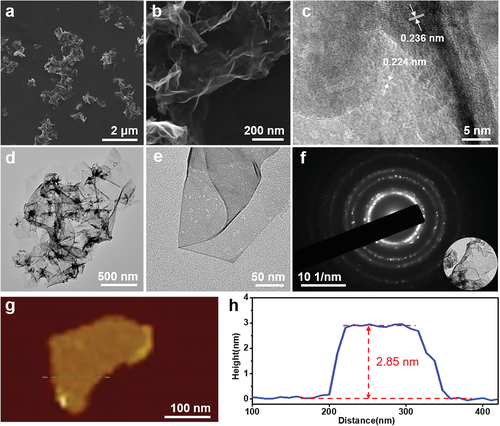 a
2 μm
b
200 nm
c
0.236 nm
0.224 nm
5 nm
d
500 nm
e
50 nm
f
10 1/nm
g
100 nm
h
Height(nm)
4
3
2
1
0
2.85 nm
100 200 300 400
Distance(nm)